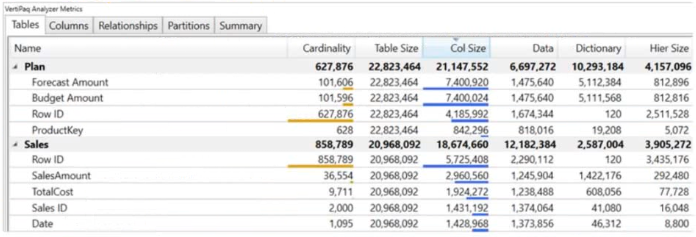 VertiPaq Analyzer Metrics
Tables Columns Relationships Partitions Summary
Name Cardinality Table Size Col Size Data Dictionary Hier Size
Plan 627,876 22,823,464 21,147,552 6,697,272 10,293,184 4,157,096
Forecast Amount 101,606 22,823,464 7,400,920 1,475,640 5,112,384 812,896
Budget Amount 101,596 22,823,464 7,400,024 1,475,640 5,111,568 812,816
Row ID 627,876 22,823,464 4,185,992 1,674,344 120 2,511,528
ProductKey 628 22,823,464 842,296 818,016 19,208 5,072
Sales 858,789 20,968,092 18,674,660 12,182,384 2,587,004 3,905,272
Row ID 858,789 20,968,092 5,725,408 2,290,112 120 3,435,176
SalesAmount 36,554 20,968,092 2,960,560 1,245,904 1,422,176 292,480
TotalCost 9,711 20,968,092 1,924,272 1,238,488 608,056 77,728
Sales ID 2,000 20,968,092 1,431,192 1,374,064 41,080 16,048
Date 1,095 20,968,092 1,428,968 1,373,856 46,312 8,800